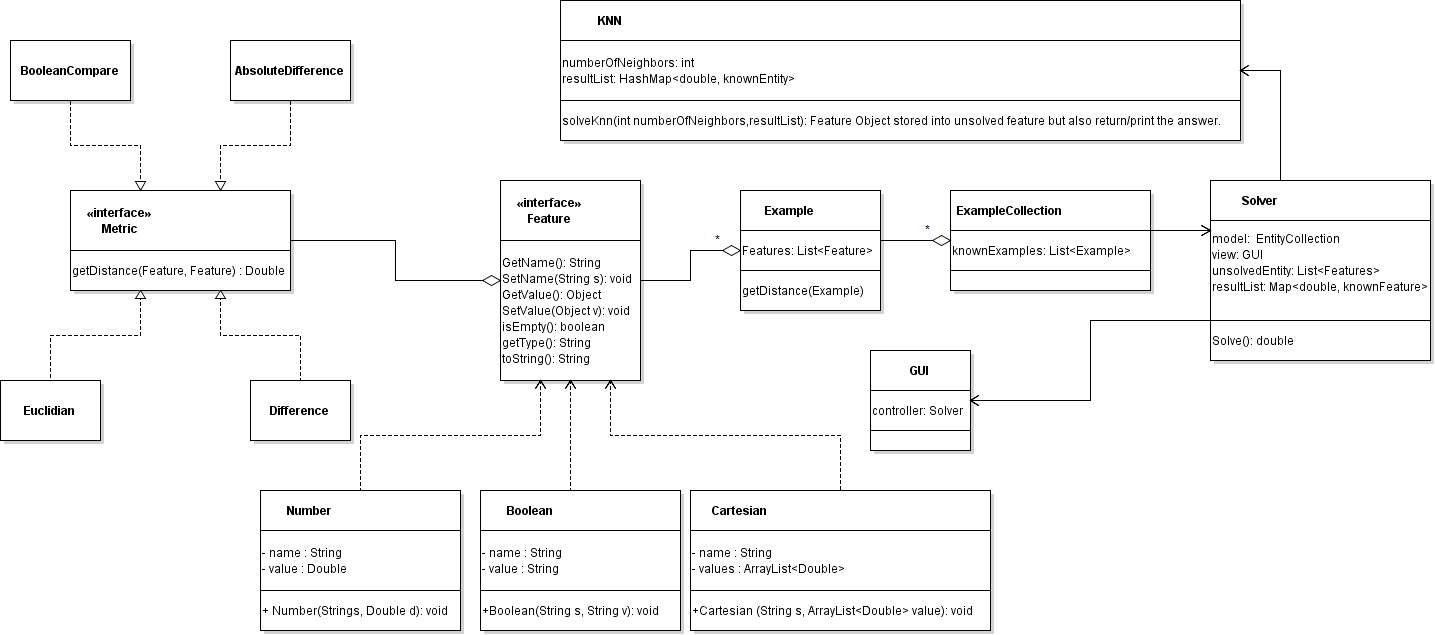 KNN
numberOfNeighbors: int
resultList: HashMap<double, knownEntity>
solveKnn(int numberOfNeighbors,resultList): Feature Object stored into unsolved feature but also return/print the answer.
BooleanCompare
AbsoluteDifference
«interface»
Metric
getDistance(Feature, Feature) : Double
«interface»
Feature
GetName(): String
SetName(String s): void
GetValue(): Object
SetValue(Object v): void
isEmpty(): boolean
getType(): String
toString(): String
*
Example
Features: List<Feature>
getDistance(Example)
*
ExampleCollection
knownExamples: List<Example>
Solver
model:  EntityCollection
view: GUI
unsolvedEntity: List<Features>
resultList: Map<double, knownFeature>
Solve(): double
GUI
controller: Solver
Euclidian
Difference
Number
- name : String
- value : Double
+ Number(Strings, Double d): void
Boolean
- name : String
- value : String
+Boolean(String s, String v): void
Cartesian
- name : String
- values : ArrayList<Double>
+Cartesian (String s, ArrayList<Double> value): void